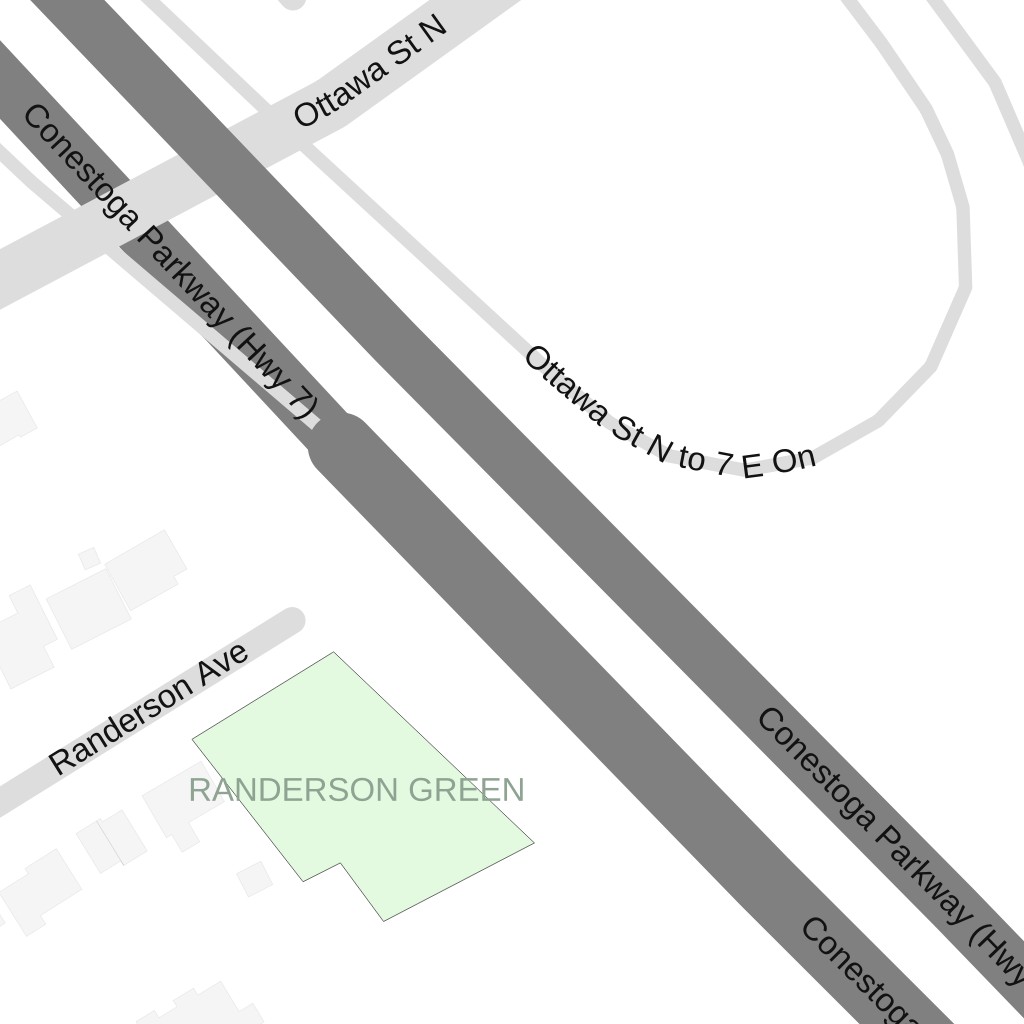 Ottawa St N
Conestoga Parkway (Hwy 7)
Ottawa St N to 7 E On
Randerson Ave
RANDERSON GREEN
Conestoga Parkway (Hwy
Conestoga